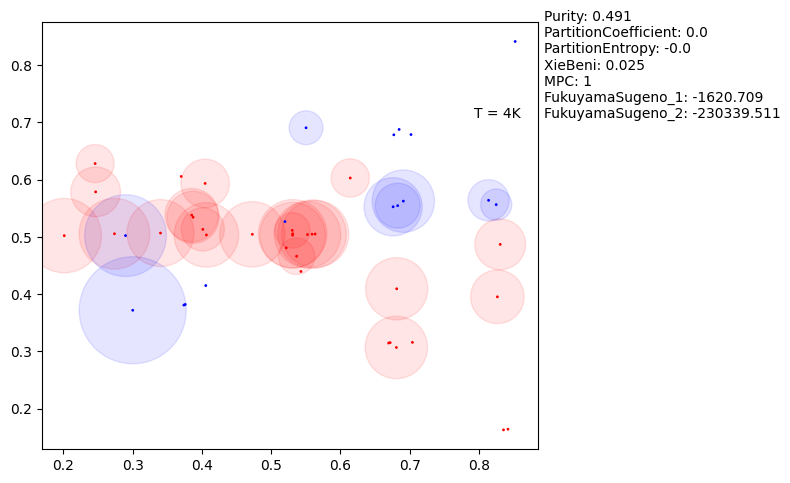 Purity: 0.491
PartitionCoefficient: 0.0
PartitionEntropy: -0.0
XieBeni: 0.025
MPC: 1
FukuyamaSugeno_1: -1620.709
FukuyamaSugeno_2: -230339.511
T = 4K
0.8
0.7
0.6
0.5
0.4
0.3
0.2
0.2 0.3 0.4 0.5 0.6 0.7 0.8